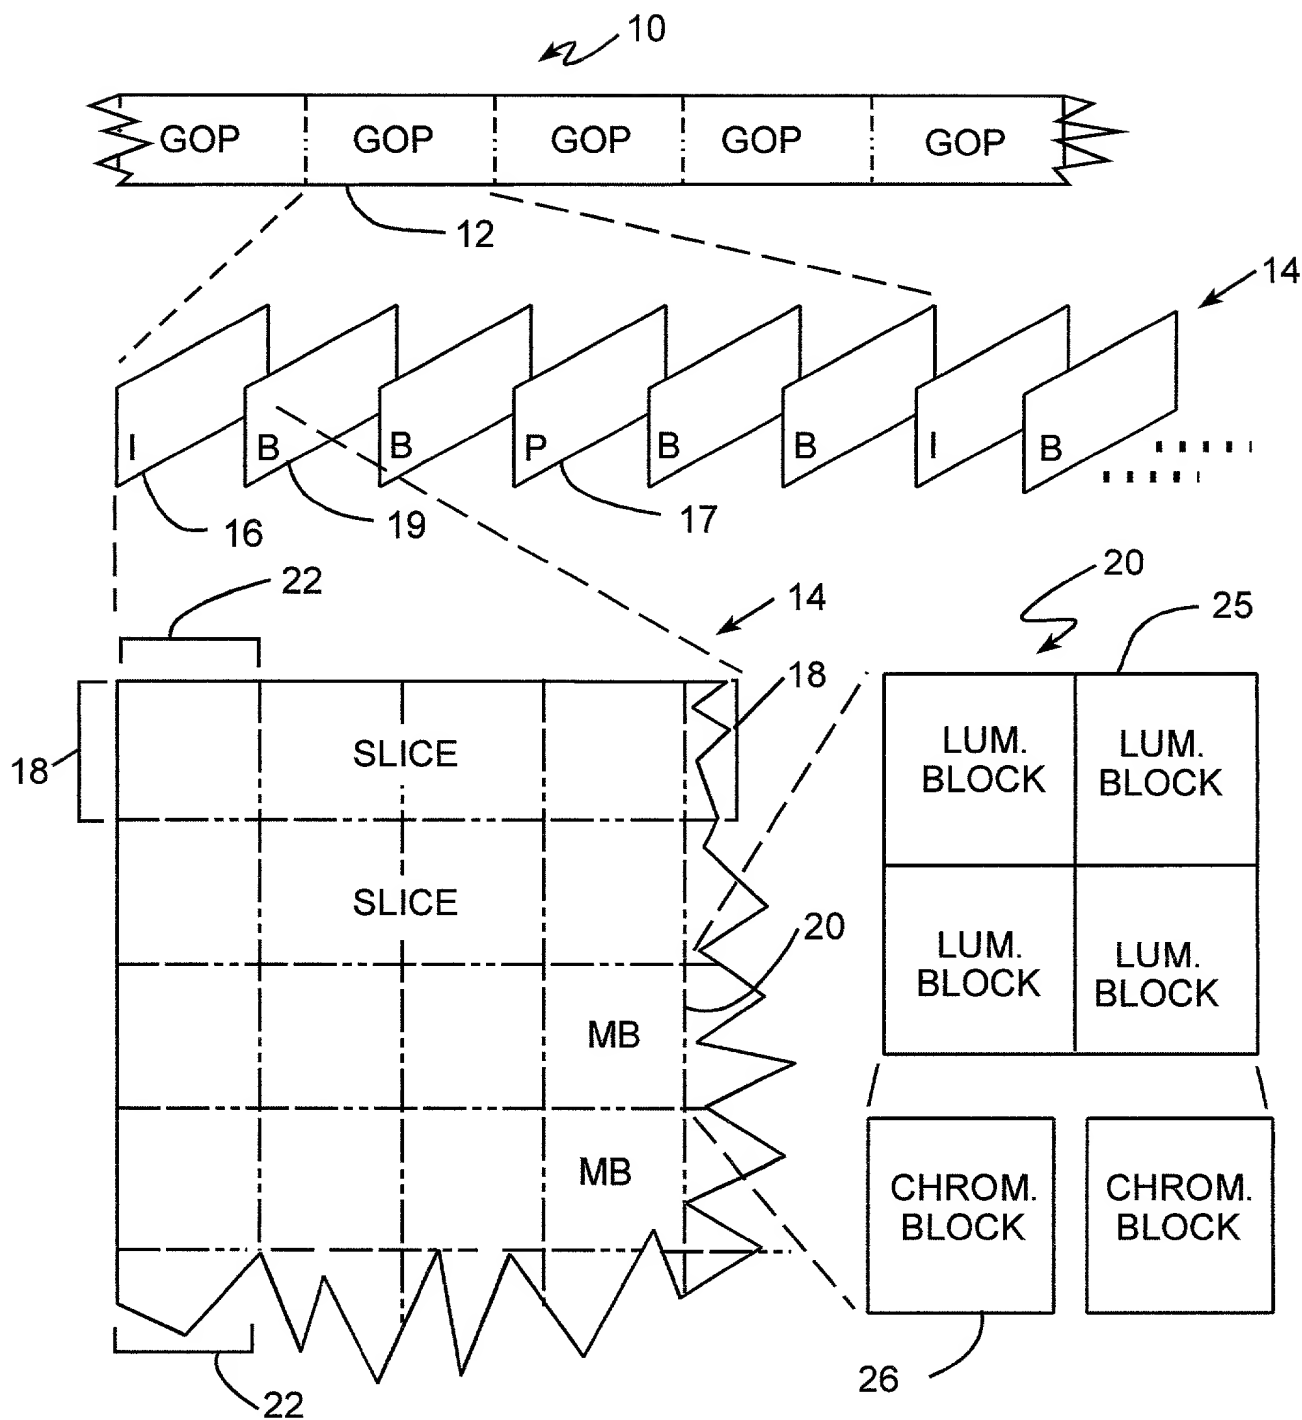 10
GOP GOP GOP GOP GOP
12
14
I B B P B B I B
16 19 17
22
14
20
25
18
18
SLICE
LUM. BLOCK
LUM. BLOCK
SLICE
20
LUM. BLOCK
LUM. BLOCK
MB
MB
CHROM. BLOCK
CHROM. BLOCK
22
26